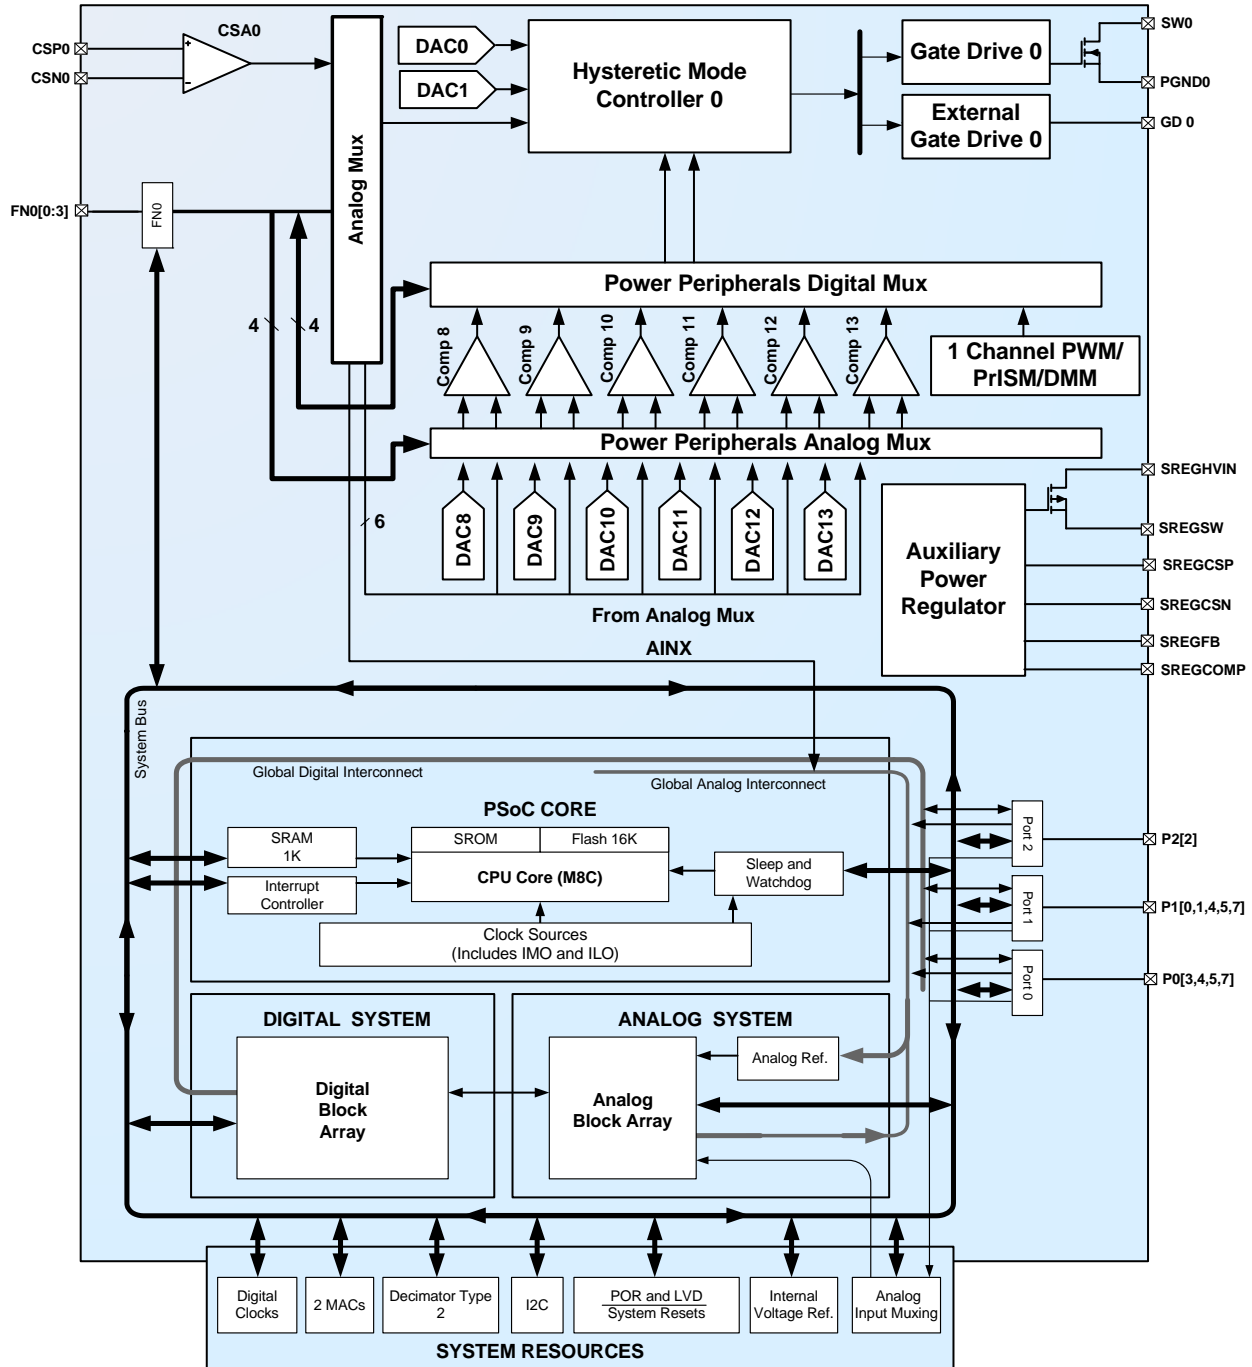 CSP0
CSN0
CSA0
+
−
Analog Mux
DAC0
DAC1
Hysteretic Mode
Controller 0
Gate Drive 0
External
Gate Drive 0
SW0
PGND0
GD 0
FN0[0:3]
FN0
4
4
Power Peripherals Digital Mux
Comp 8
Comp 9
Comp 10
Comp 11
Comp 12
Comp 13
1 Channel PWM/
PrISM/DMM
Power Peripherals Analog Mux
6
DAC8
DAC9
DAC10
DAC11
DAC12
DAC13
From Analog Mux
AINX
Auxiliary
Power
Regulator
SREGHVIN
SREGSW
SREGCSP
SREGCSN
SREGFB
SREGCOMP
System Bus
Global Digital Interconnect
Global Analog Interconnect
PSoC CORE
SRAM
1K
SROM
Flash 16K
CPU Core (M8C)
Interrupt
Controller
Sleep and
Watchdog
Clock Sources
(Includes IMO and ILO)
Port 2
Port 1
Port 0
P2[2]
P1[0,1,4,5,7]
P0[3,4,5,7]
DIGITAL SYSTEM
Digital
Block
Array
ANALOG SYSTEM
Analog Ref.
Analog
Block Array
Digital
Clocks
2 MACs
Decimator Type
2
I2C
POR and LVD
System Resets
Internal
Voltage Ref.
Analog
Input Muxing
SYSTEM RESOURCES